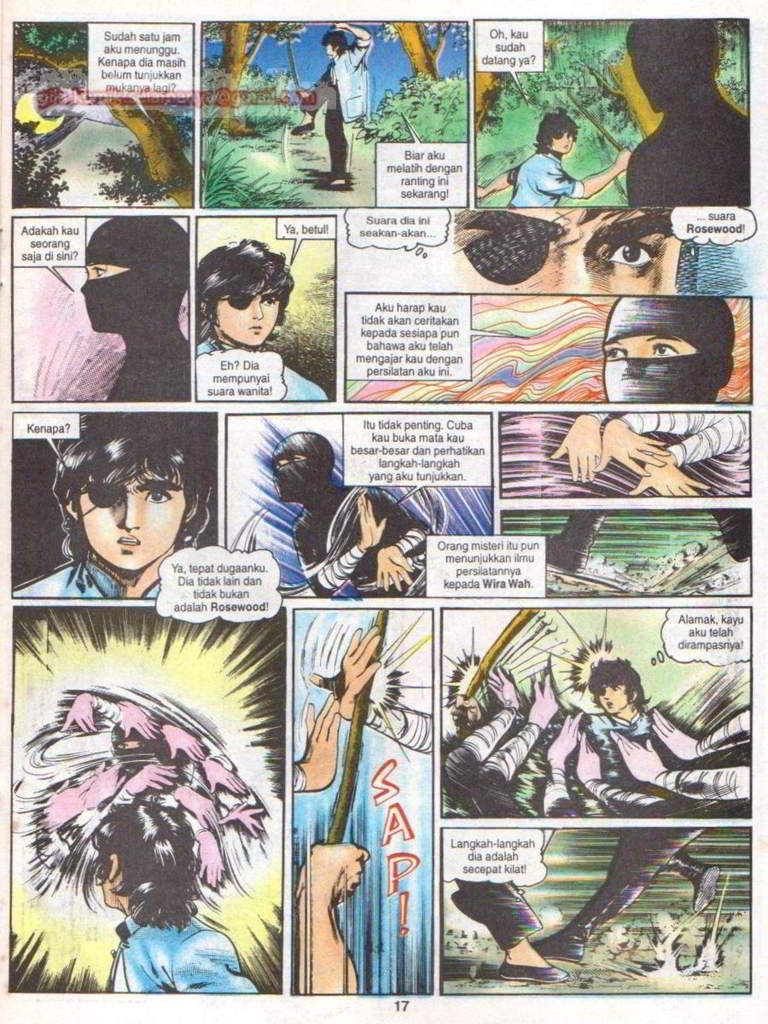 Sudah satu jam
aku menunggu.
Kenapa dia masih
belum tunjukkan
mukanya lagi?
Biar aku
melatih dengan
ranting ini
sekarang!
Oh, kau
sudah
datang ya?
Adakah kau
seorang
saja di sini?
Ya, betul!
Eh? Dia
mempunyai
suara wanita!
Suara dia ini
seakan-akan...
... suara
Rosewood!
Aku harap kau
tidak akan ceritakan
kepada sesiapa pun
bahawa aku telah
mengajar kau dengan
persilatan aku ini.
Kenapa?
Ya, tepat dugaanku.
Dia tidak lain dan
tidak bukan
adalah Rosewood!
Itu tidak penting. Cuba
kau buka mata kau
besar-besar dan perhatikan
langkah-langkah
yang aku tunjukkan.
Orang misteri itu pun
menunjukkan ilmu
persilatannya
kepada Wira Wah.
SAP!
Alamak, kayu
aku telah
dirampasnya!
Langkah-langkah
dia adalah
secepat kilat!
17